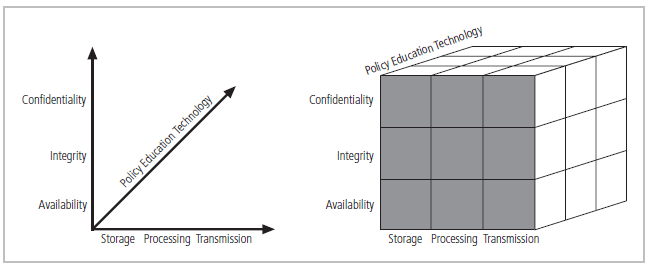 Confidentiality
Integrity
Availability
Policy Education Technology
Storage Processing Transmission
Policy Education Technology
Confidentiality
Integrity
Availability
Storage Processing Transmission